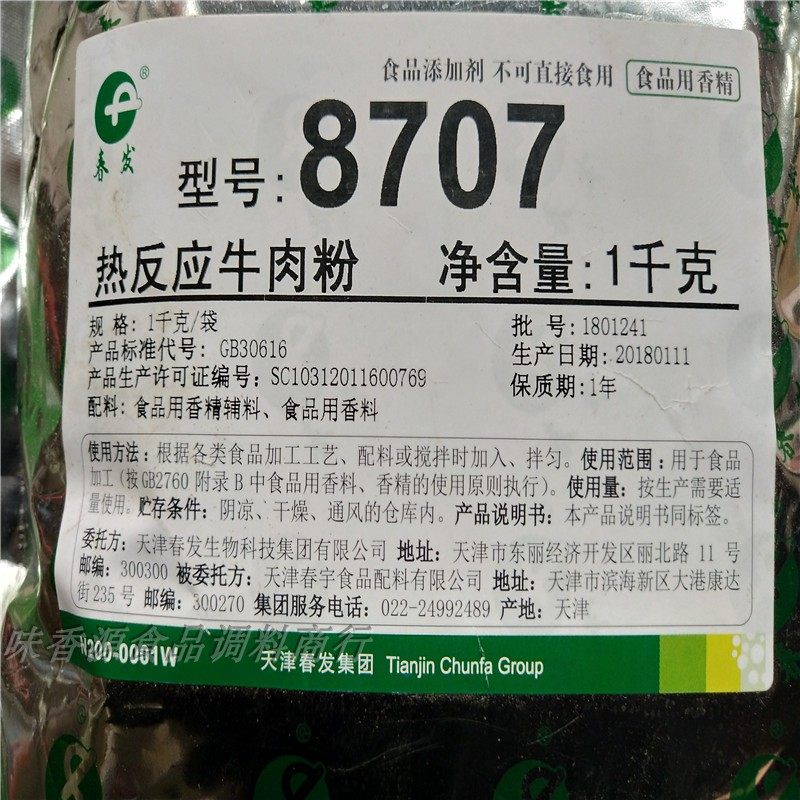 ®
春发
食品添加剂 不可直接食用 食品用香精
型号:8707
热反应牛肉粉 净含量:1千克
规 格: 1千克/袋 批 号: 1801241
产品标准代号: GB30616 生产日期: 20180111
产品生产许可证编号: SC10312011600769 保质期: 1年
配料: 食品用香精辅料、食品用香料
使用方法: 根据各类食品加工工艺、配料或搅拌时加入、拌匀。使用范围: 用于食品
加工(按GB2760 附录B中食品用香料、香精的使用原则执行)。使用量: 按生产需要适
量使用。贮存条件: 阴凉、干燥、通风的仓库内。产品说明书: 本产品说明书同标签。
委托方: 天津春发生物科技集团有限公司 地址: 天津市东丽经济开发区丽北路 11 号
邮编: 300300 被委托方: 天津春宇食品配料有限公司 地址: 天津市滨海新区大港康达
街 235 号 邮编: 300270 集团服务电话: 022-24992489 产地: 天津
味香源食品调料商行
200-0001W 天津春发集团 Tianjin Chunfa Group